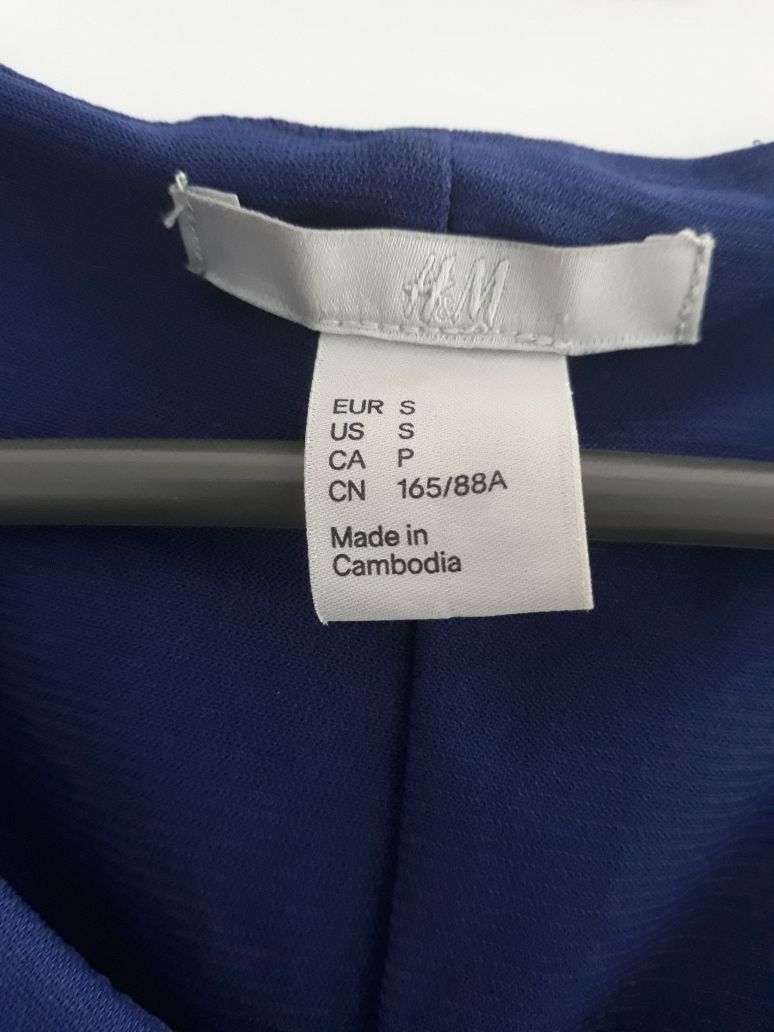 H&M
EUR S
US S
CA P
CN 165/88A
Made in
Cambodia